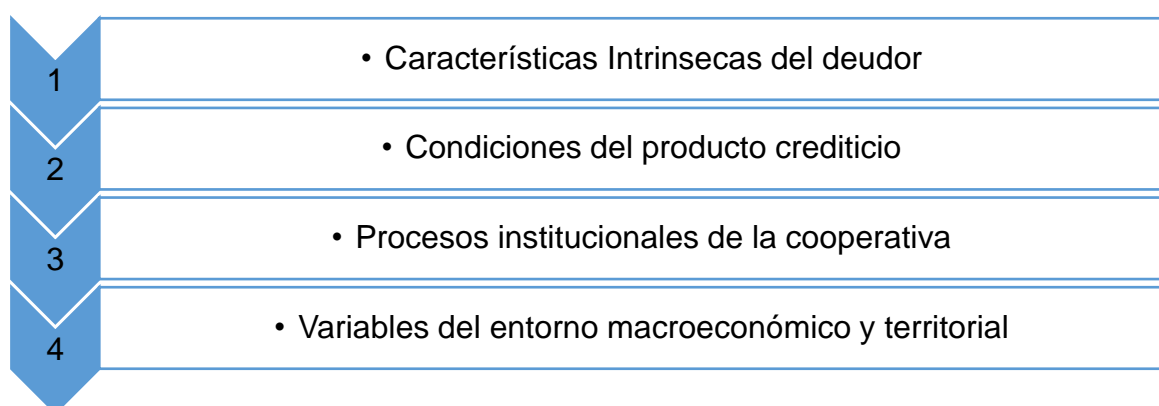 1
• Características Intrinsecas del deudor
2
• Condiciones del producto crediticio
3
• Procesos institucionales de la cooperativa
4
• Variables del entorno macroeconómico y territorial